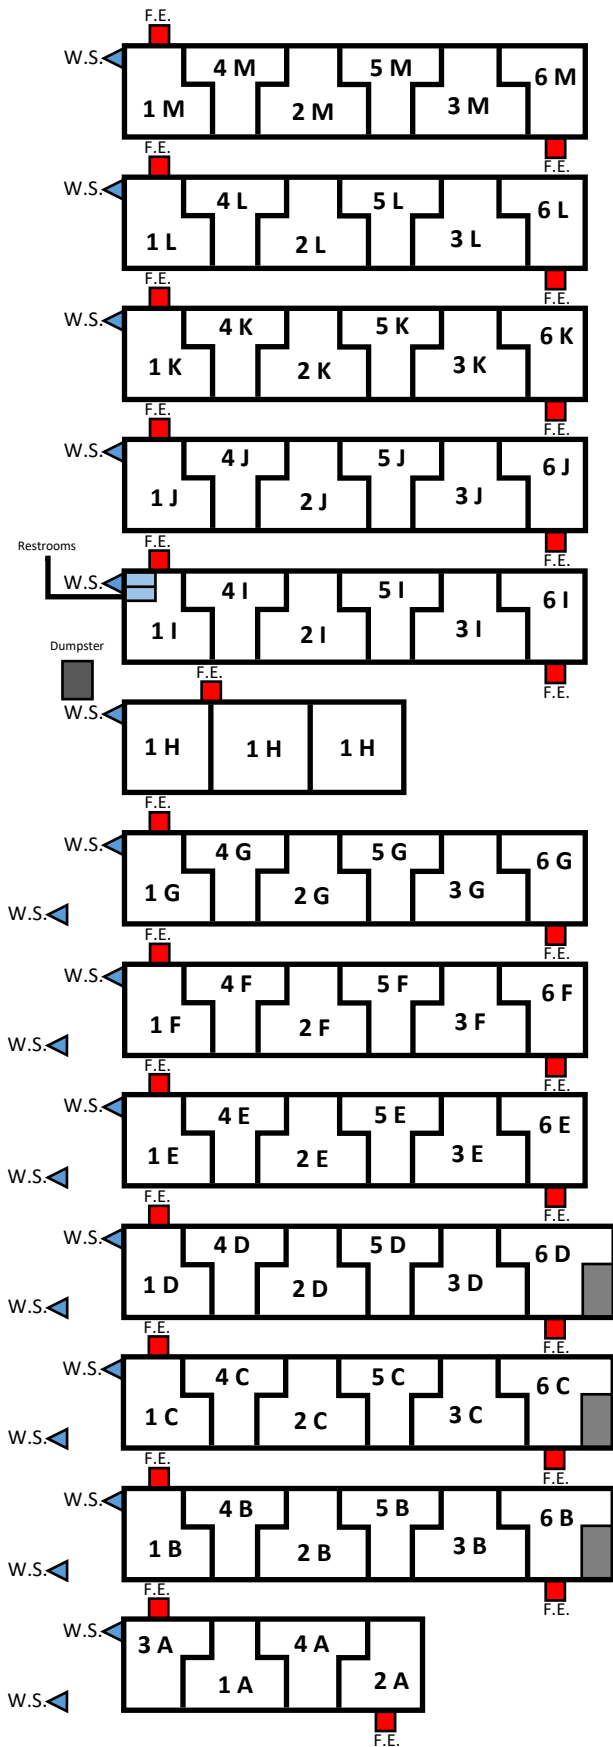 F.E.
W.S.
4 M 5 M 6 M
1 M 2 M 3 M
F.E. F.E.
W.S.
4 L 5 L 6 L
1 L 2 L 3 L
F.E. F.E.
W.S.
4 K 5 K 6 K
1 K 2 K 3 K
F.E. F.E.
W.S.
4 J 5 J 6 J
1 J 2 J 3 J
Restrooms
F.E. F.E.
W.S.
4 I 5 I 6 I
1 I 2 I 3 I
Dumpster
F.E. F.E.
W.S.
1 H 1 H 1 H
F.E.
W.S.
4 G 5 G 6 G
1 G 2 G 3 G
W.S.
F.E. F.E.
W.S.
4 F 5 F 6 F
1 F 2 F 3 F
W.S.
F.E. F.E.
W.S.
4 E 5 E 6 E
1 E 2 E 3 E
W.S.
F.E. F.E.
W.S.
4 D 5 D 6 D
1 D 2 D 3 D
W.S.
F.E. F.E.
W.S.
4 C 5 C 6 C
1 C 2 C 3 C
W.S.
F.E. F.E.
W.S.
4 B 5 B 6 B
1 B 2 B 3 B
W.S.
F.E. F.E.
W.S.
3 A 4 A
1 A 2 A
W.S.
F.E.